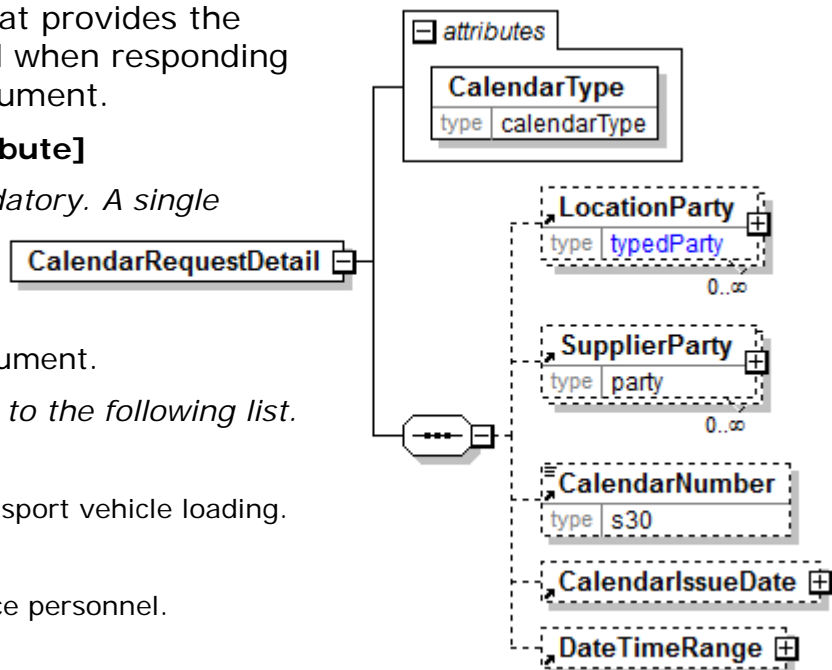 at provides the
when responding
ument.
bute]
datory. A single
ument.
to the following list.
sport vehicle loading.
ce personnel.
attributes
CalendarType
type calendarType
CalendarRequestDetail
LocationParty
type typedParty
0..∞
SupplierParty
type party
0..∞
CalendarNumber
type s30
CalendarIssueDate
DateTimeRange